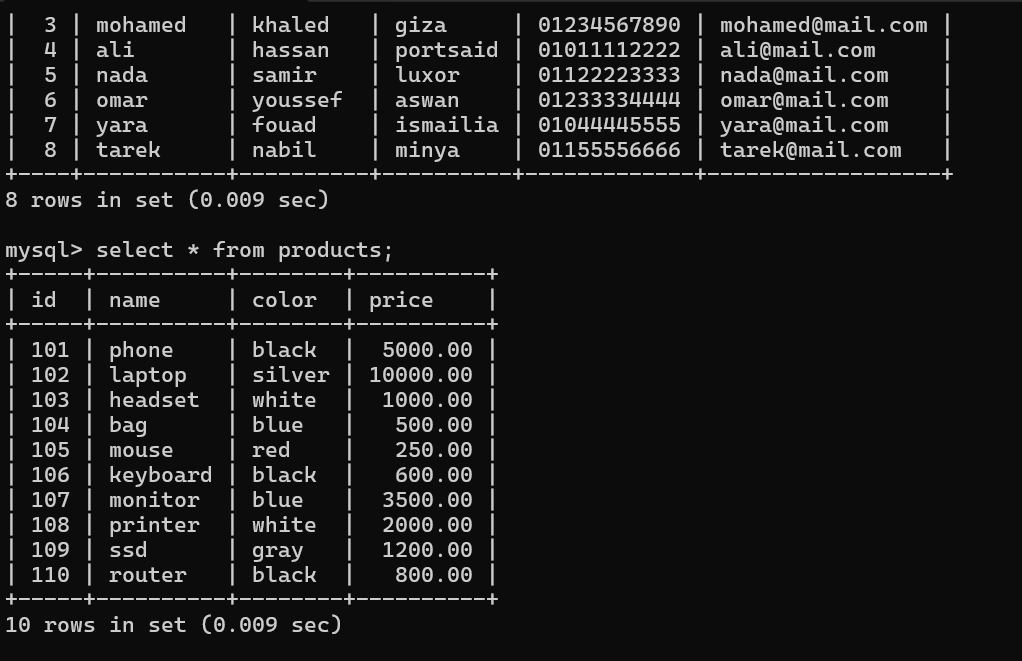 |  3 | mohamed   | khaled   | giza     | 01234567890 | mohamed@mail.com |
|  4 | ali       | hassan   | portsaid | 01011112222 | ali@mail.com     |
|  5 | nada      | samir    | luxor    | 01122223333 | nada@mail.com    |
|  6 | omar      | youssef  | aswan    | 01233334444 | omar@mail.com    |
|  7 | yara      | fouad    | ismailia | 01044445555 | yara@mail.com    |
|  8 | tarek     | nabil    | minya    | 01155556666 | tarek@mail.com   |
+----+-----------+----------+----------+-------------+------------------+
8 rows in set (0.009 sec)

mysql> select * from products;
+-----+----------+--------+----------+
| id  | name     | color  | price    |
+-----+----------+--------+----------+
| 101 | phone    | black  |  5000.00 |
| 102 | laptop   | silver | 10000.00 |
| 103 | headset  | white  |  1000.00 |
| 104 | bag      | blue   |   500.00 |
| 105 | mouse    | red    |   250.00 |
| 106 | keyboard | black  |   600.00 |
| 107 | monitor  | blue   |  3500.00 |
| 108 | printer  | white  |  2000.00 |
| 109 | ssd      | gray   |  1200.00 |
| 110 | router   | black  |   800.00 |
+-----+----------+--------+----------+
10 rows in set (0.009 sec)